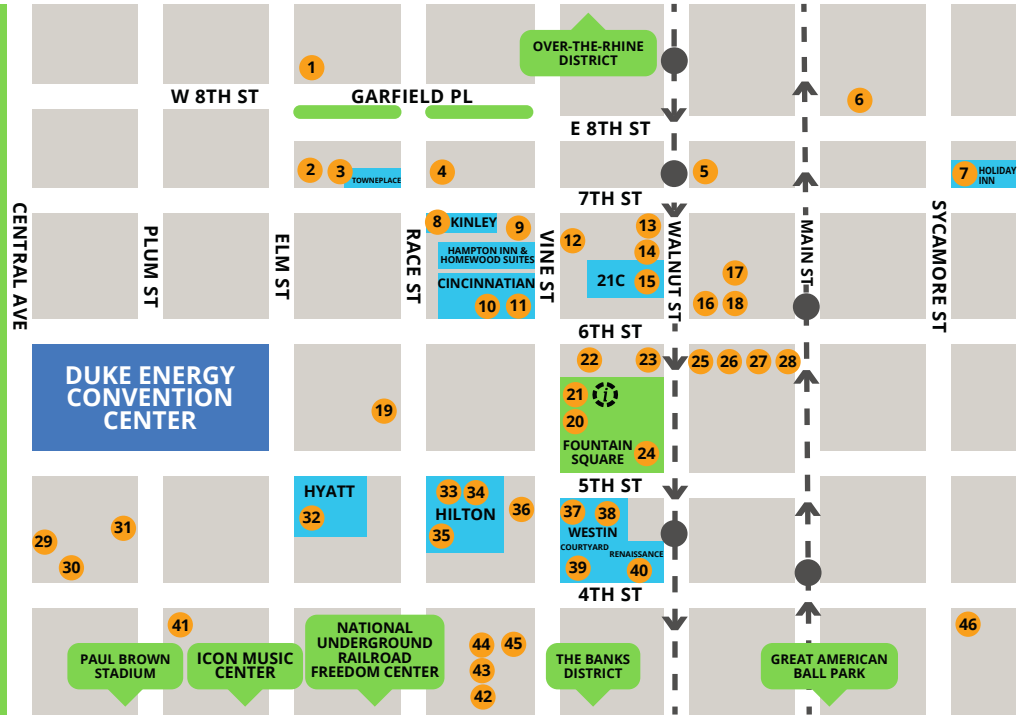 OVER-THE-RHINE
DISTRICT
1
W 8TH ST
GARFIELD PL
6
E 8TH ST
2
3
TOWNEPLACE
4
5
7
HOLIDAY
INN
7TH ST
CENTRAL AVE
PLUM ST
ELM ST
RACE ST
8
KINLEY
9
HAMPTON INN &
HOMEWOOD SUITES
CINCINNATIAN
10
11
VINE ST
12
13
14
21C
15
WALNUT ST
17
16
18
MAIN ST
SYCAMORE ST
6TH ST
DUKE ENERGY
CONVENTION
CENTER
19
22
23
25
26
27
28
21
i
20
FOUNTAIN
SQUARE
24
5TH ST
29
30
31
HYATT
32
33
34
HILTON
35
36
37
38
WESTIN
COURTYARD
RENAISSANCE
39
40
4TH ST
41
PAUL BROWN
STADIUM
ICON MUSIC
CENTER
NATIONAL
UNDERGROUND
RAILROAD
FREEDOM CENTER
44
45
43
42
THE BANKS
DISTRICT
GREAT AMERICAN
BALL PARK
46